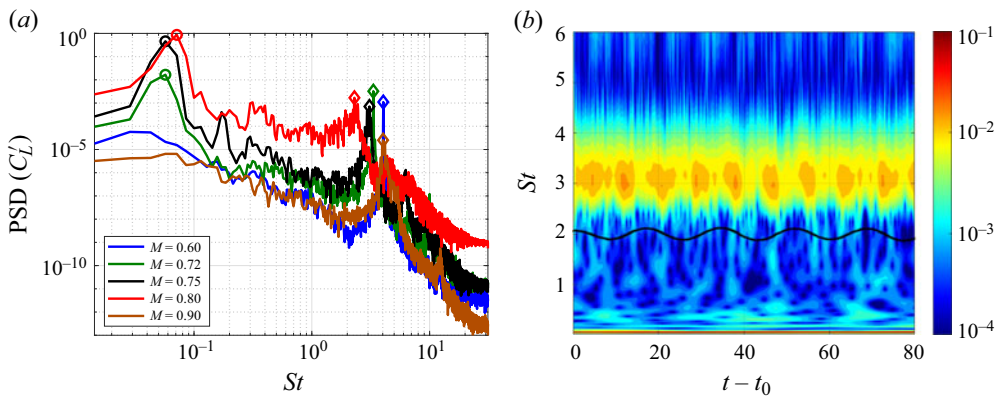 (a)
10^0
10^−5
10^−10
PSD (C′_L)
M = 0.60
M = 0.72
M = 0.75
M = 0.80
M = 0.90
10^−1
10^0
10^1
St
(b)
6
5
4
3
2
1
St
0
20
40
60
80
t – t_0
10^−1
10^−2
10^−3
10^−4